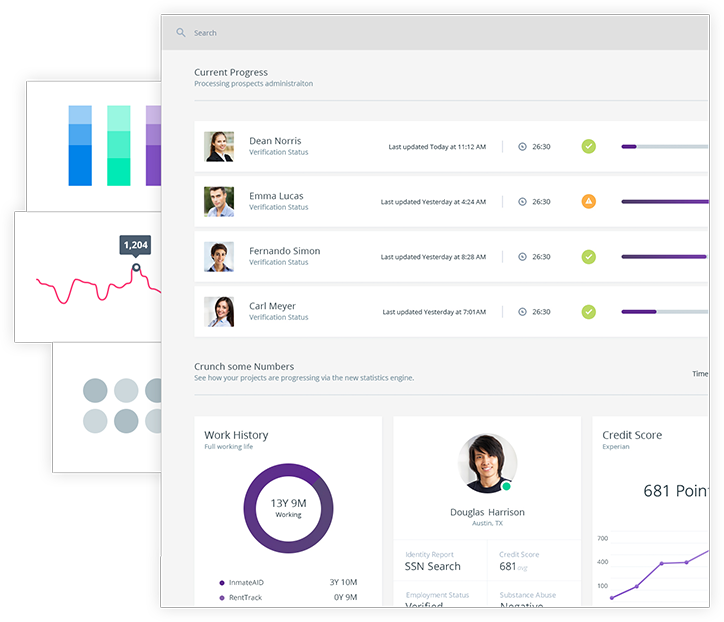 Search
Current Progress
Processing prospects administraiton
Dean Norris
Verification Status
Last updated Today at 11:12 AM
26:30
Emma Lucas
Verification Status
Last updated Yesterday at 4:24 AM
26:30
1,204
Fernando Simon
Verification Status
Last updated Yesterday at 8:28 AM
26:30
Carl Meyer
Verification Status
Last updated Yesterday at 7:01AM
26:30
Crunch some Numbers
See how your projects are progressing via the new statistics engine.
Time
Work History
Full working life
13Y 9M
Working
InmateAID 3Y 10M
RentTrack 0Y 9M
Douglas Harrison
Austin, TX
Identity Report
SSN Search
Credit Score
681 avg
Employment Status
Verified
Substance Abuse
Negative
Credit Score
Experian
681 Poin
700
400
100